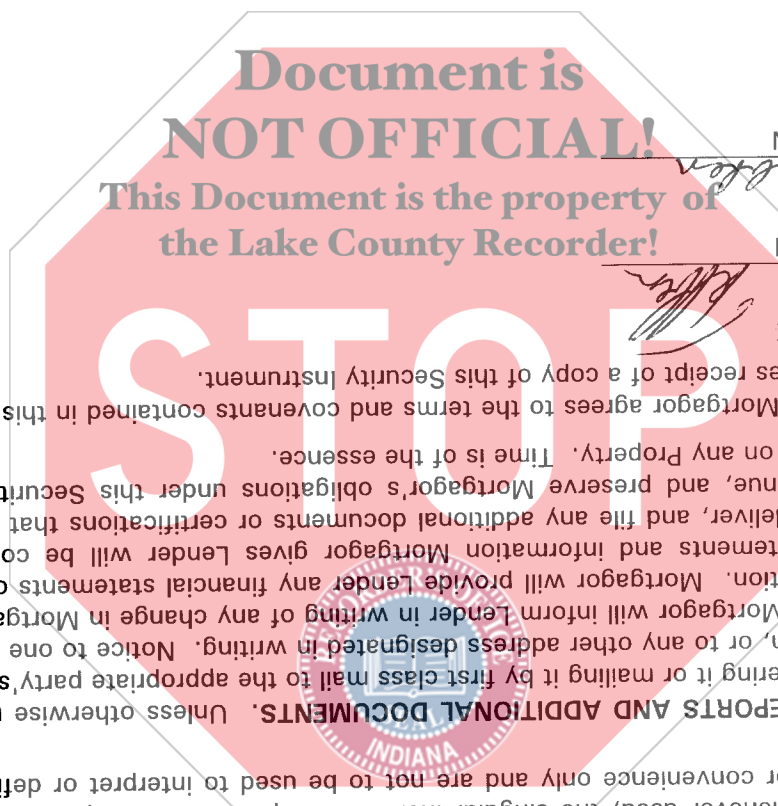 Document is
NOT OFFICIAL!
This Document is the property of
the Lake County Recorder!
STOP
or convenience only and are not to be used to interpret or defi
EPORTS AND ADDITIONAL DOCUMENTS. Unless otherwise
ering it or mailing it by first class mail to the appropriate party's
n, or to any other address designated in writing. Notice to one
Mortgagor will inform Lender in writing of any change in Mortga
tion. Mortgagor will provide Lender any financial statements o
tements and information Mortgagor gives Lender will be co
deliver, and file any additional documents or certifications that
nue, and preserve Mortgagor's obligations under this Securit
on any Property. Time is of the essence.
Mortgagor agrees to the terms and covenants contained in this
es receipt of a copy of this Security Instrument.
SEAL
INDIANA